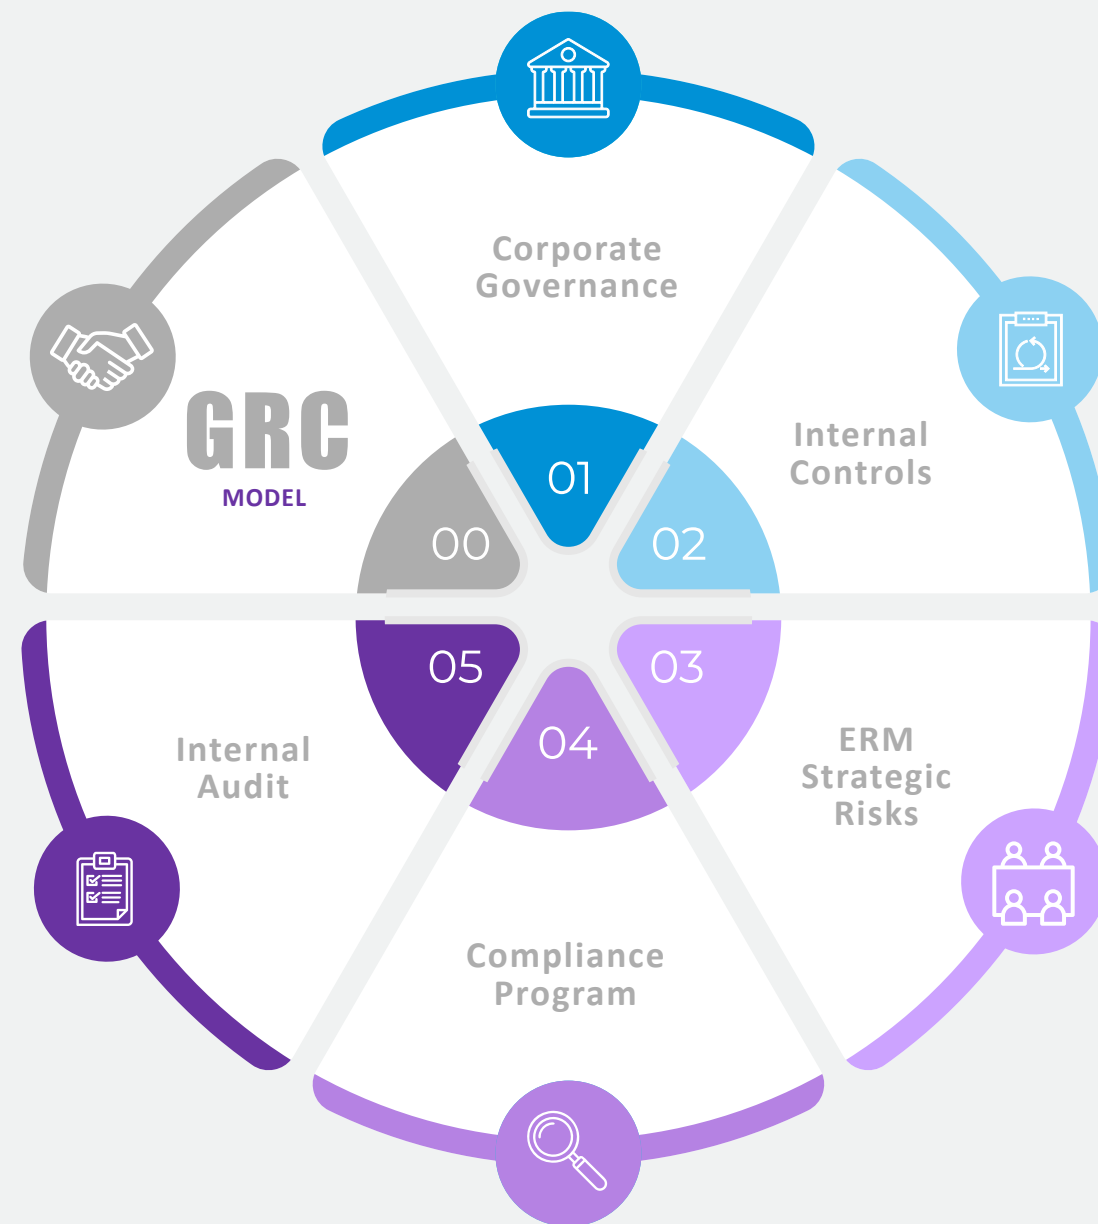 GRC
MODEL
00
Corporate
Governance
01
Internal
Controls
02
ERM
Strategic
Risks
03
Compliance
Program
04
Internal
Audit
05